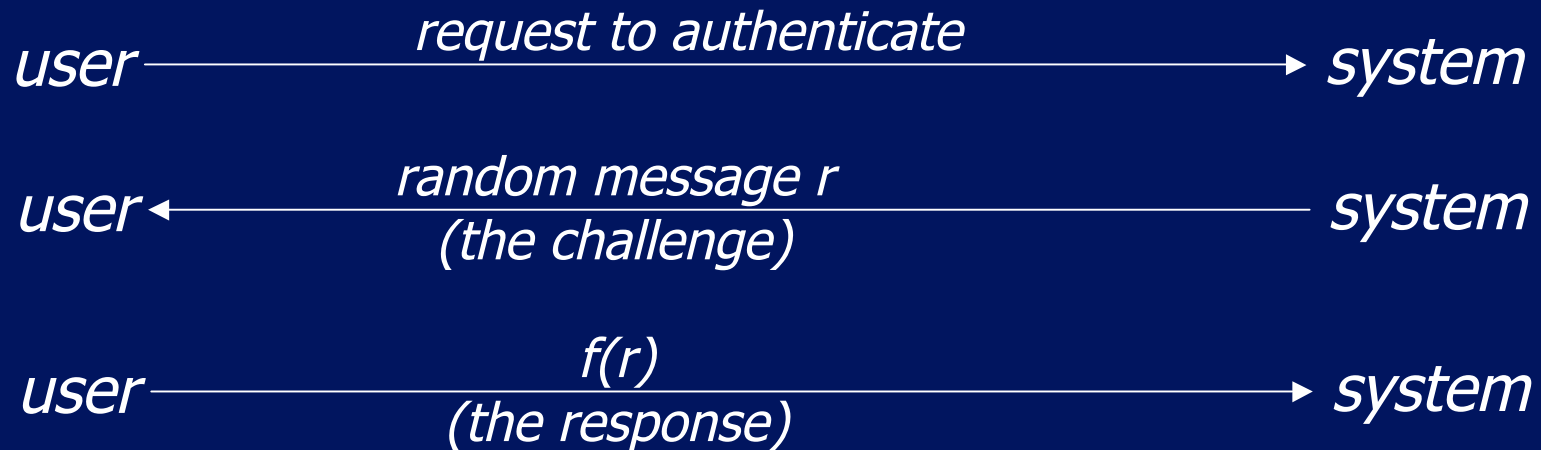 request to authenticate
user system
random message r
user system
(the challenge)
f(r)
user system
(the response)